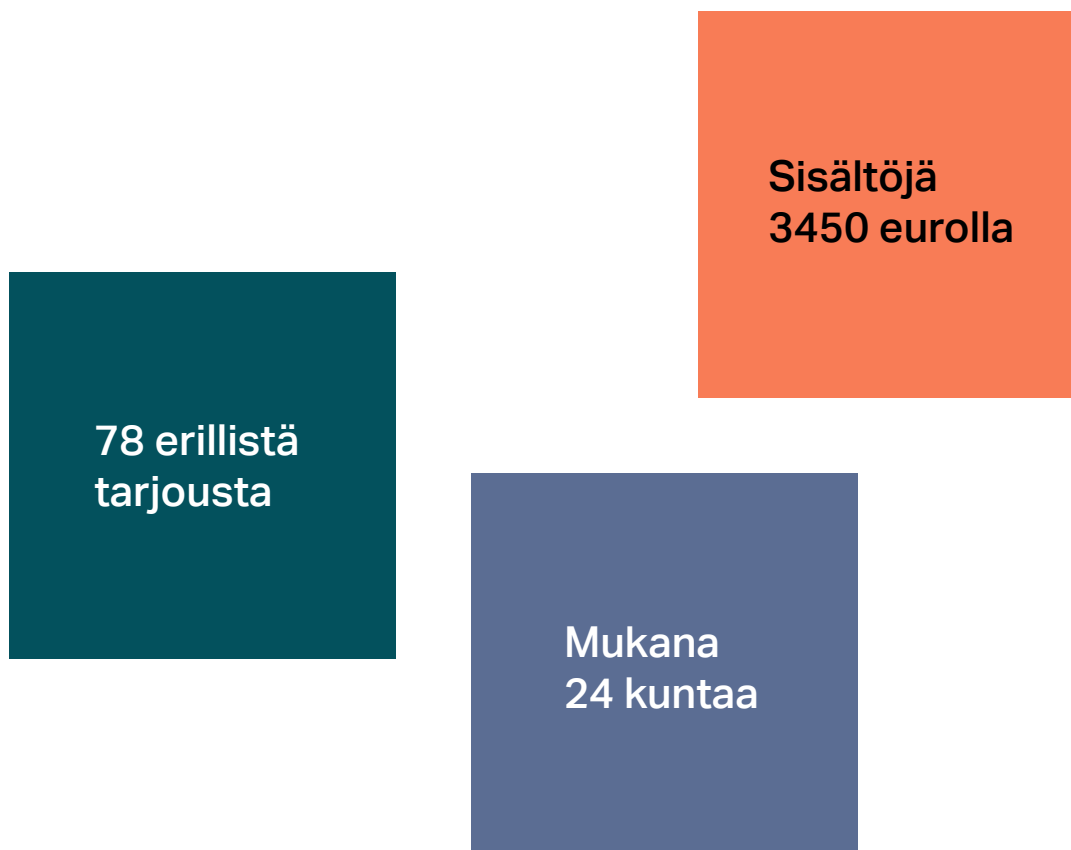 Sisältöjä
3450 eurolla
78 erillistä
tarjousta
Mukana
24 kuntaa